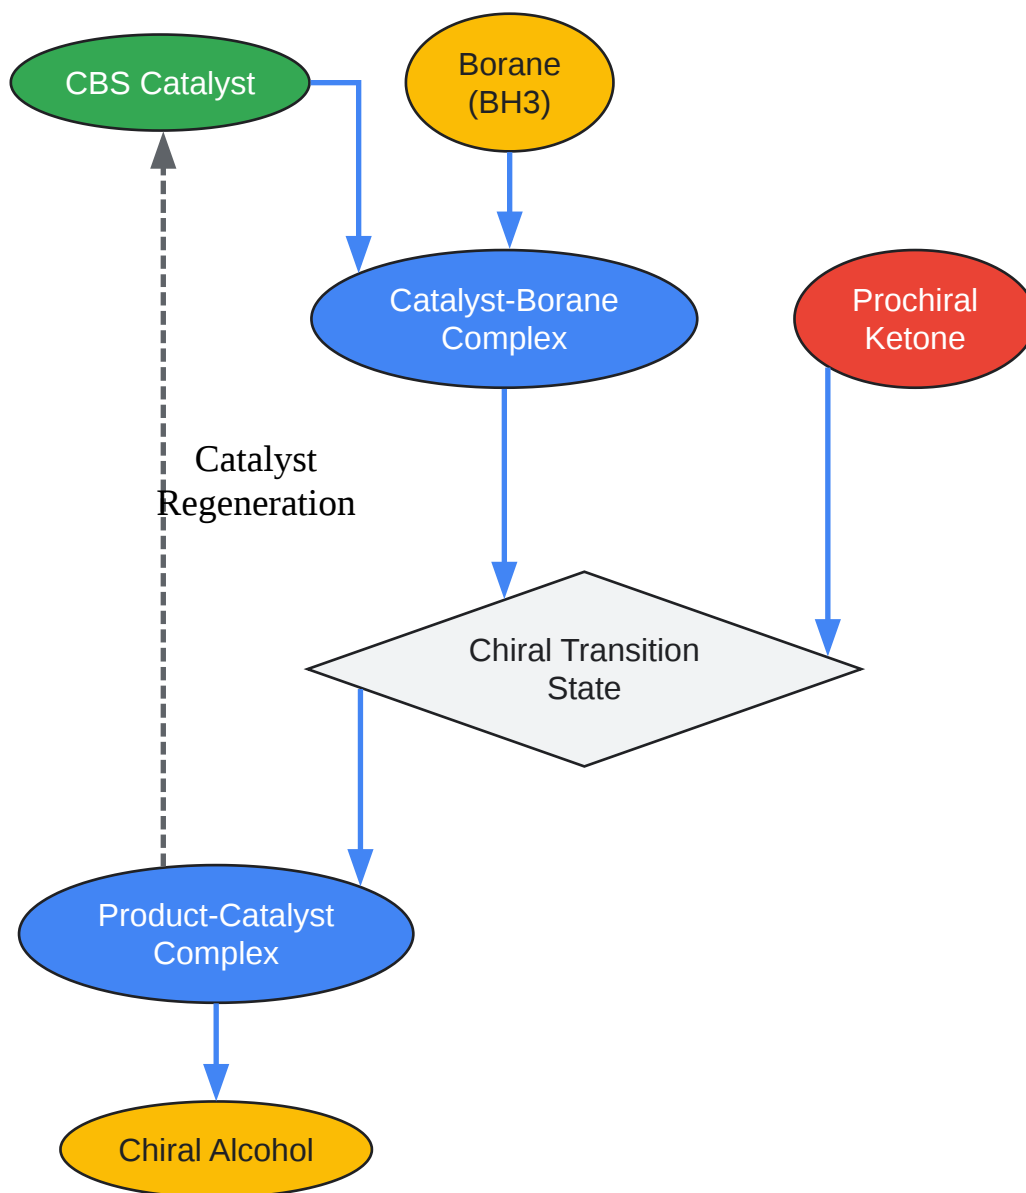 CBS Catalyst
Borane
(BH3)
Catalyst-Borane
Complex
Prochiral
Ketone
Catalyst
Regeneration
Chiral Transition
State
Product-Catalyst
Complex
Chiral Alcohol